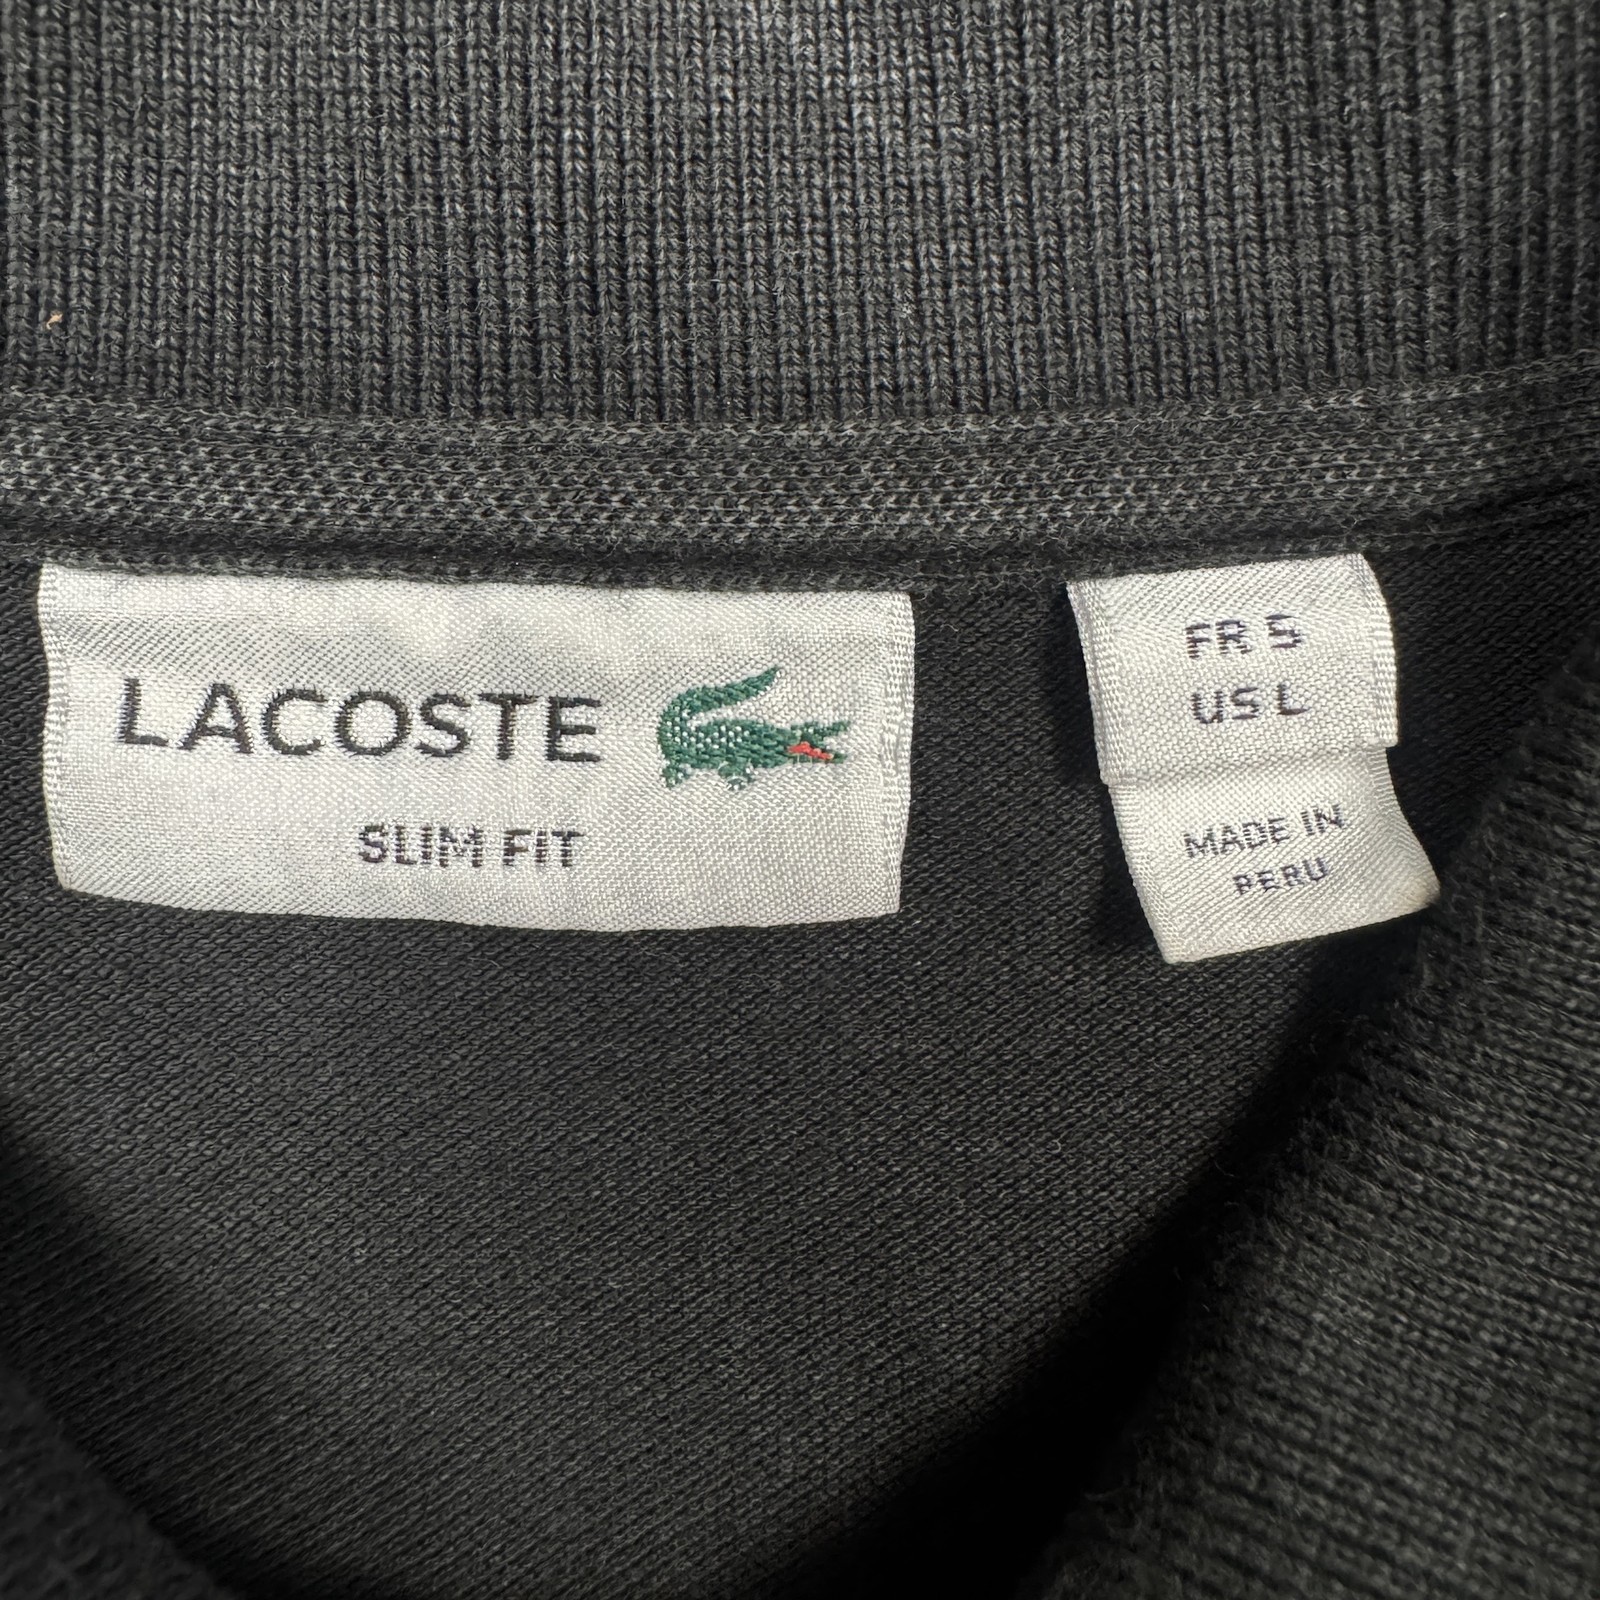 LACOSTE
SLIM FIT
FR 5
US L
MADE IN
PERU